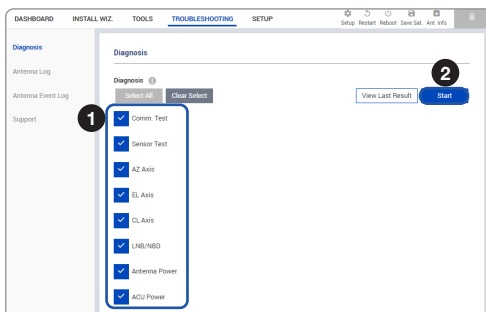 DASHBOARD INSTALL WIZ. TOOLS TROUBLESHOOTING SETUP
Setup Restart Reboot Save Sat. Ant. Info
Diagnosis
Antenna Log
Antenna Event Log
Support
Diagnosis
Diagnosis
Select All Clear Select View Last Result Start
2
1
Comm. Test
Sensor Test
AZ Axis
EL Axis
CL Axis
LNB/NBD
Antenna Power
ACU Power